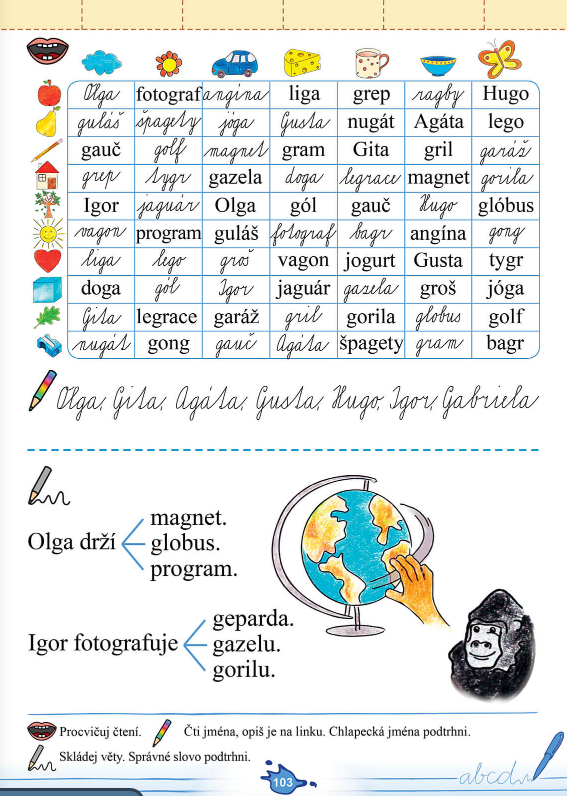 Olga fotograf angína liga grep ragby Hugo
guláš špagety jóga Gusta nugát Agáta lego
gauč golf magnet gram Gita gril garáž
grep tygr gazela doga legrace magnet gorila
Igor jaguár Olga gól gauč Hugo glóbus
vagon program guláš fotograf bagr angína gong
liga lego groš vagon jogurt Gusta tygr
doga gól Igor jaguár gazela groš jóga
Gita legrace garáž gril gorila globus golf
nugát gong gauč Agáta špagety gram bagr
Olga, Gita, Agáta, Gusta, Hugo, Igor, Gabriela
magnet.
Olga drží globus.
program.
geparda.
Igor fotografuje gazelu.
gorilu.
Procvičuj čtení. Čti jména, opiš je na linku. Chlapecká jména podtrhni.
Skládej věty. Správné slovo podtrhni.
103
abcd